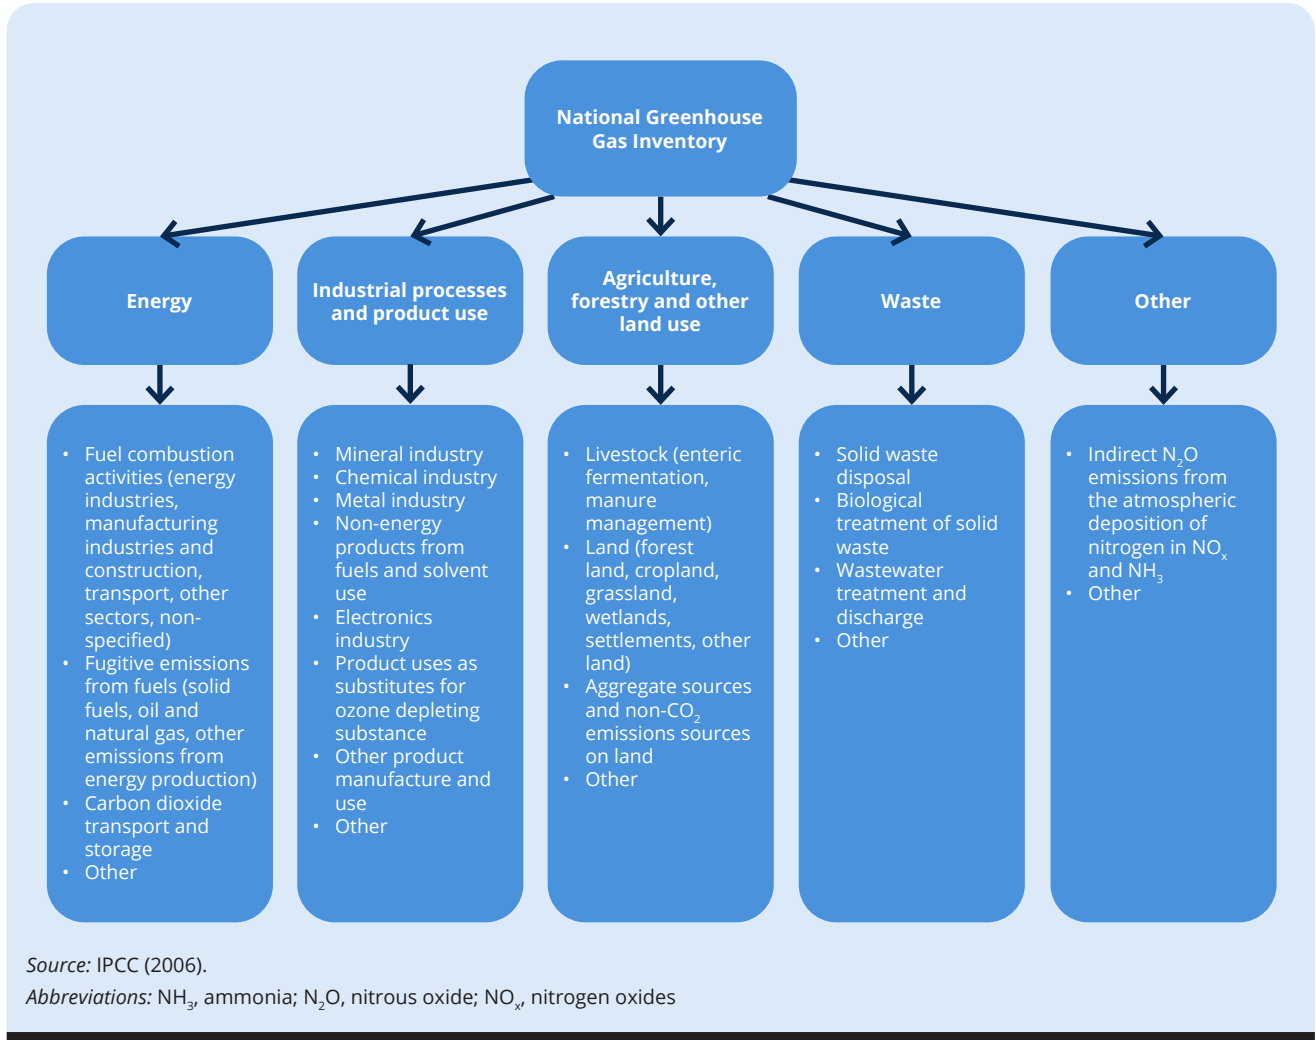 National Greenhouse
Gas Inventory
Energy
Industrial processes
and product use
Agriculture,
forestry and other
land use
Waste
Other
• Fuel combustion
activities (energy
industries,
manufacturing
industries and
construction,
transport, other
sectors, non-
specified)
• Fugitive emissions
from fuels (solid
fuels, oil and
natural gas, other
emissions from
energy production)
• Carbon dioxide
transport and
storage
• Other
• Mineral industry
• Chemical industry
• Metal industry
• Non-energy
products from
fuels and solvent
use
• Electronics
industry
• Product uses as
substitutes for
ozone depleting
substance
• Other product
manufacture and
use
• Other
• Livestock (enteric
fermentation,
manure
management)
• Land (forest
land, cropland,
grassland,
wetlands,
settlements, other
land)
• Aggregate sources
and non-CO₂
emissions sources
on land
• Other
• Solid waste
disposal
• Biological
treatment of solid
waste
• Wastewater
treatment and
discharge
• Other
• Indirect N₂O
emissions from
the atmospheric
deposition of
nitrogen in NOₓ
and NH₃
• Other
Source: IPCC (2006).
Abbreviations: NH₃, ammonia; N₂O, nitrous oxide; NOₓ, nitrogen oxides